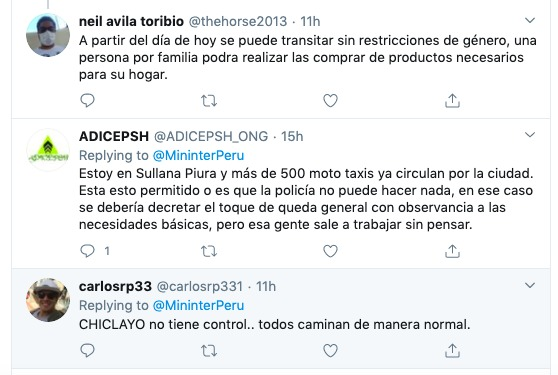 neil avila toribio @thehorse2013 · 11h
A partir del día de hoy se puede transitar sin restricciones de género, una
persona por familia podra realizar las comprar de productos necesarios
para su hogar.
ADICEPSH @ADICEPSH_ONG · 15h
Replying to @MininterPeru
Estoy en Sullana Piura y más de 500 moto taxis ya circulan por la ciudad.
Esta esto permitido o es que la policía no puede hacer nada, en ese caso
se debería decretar el toque de queda general con observancia a las
necesidades básicas, pero esa gente sale a trabajar sin pensar.
1
carlosrp33 @carlosrp331 · 11h
Replying to @MininterPeru
CHICLAYO no tiene control.. todos caminan de manera normal.